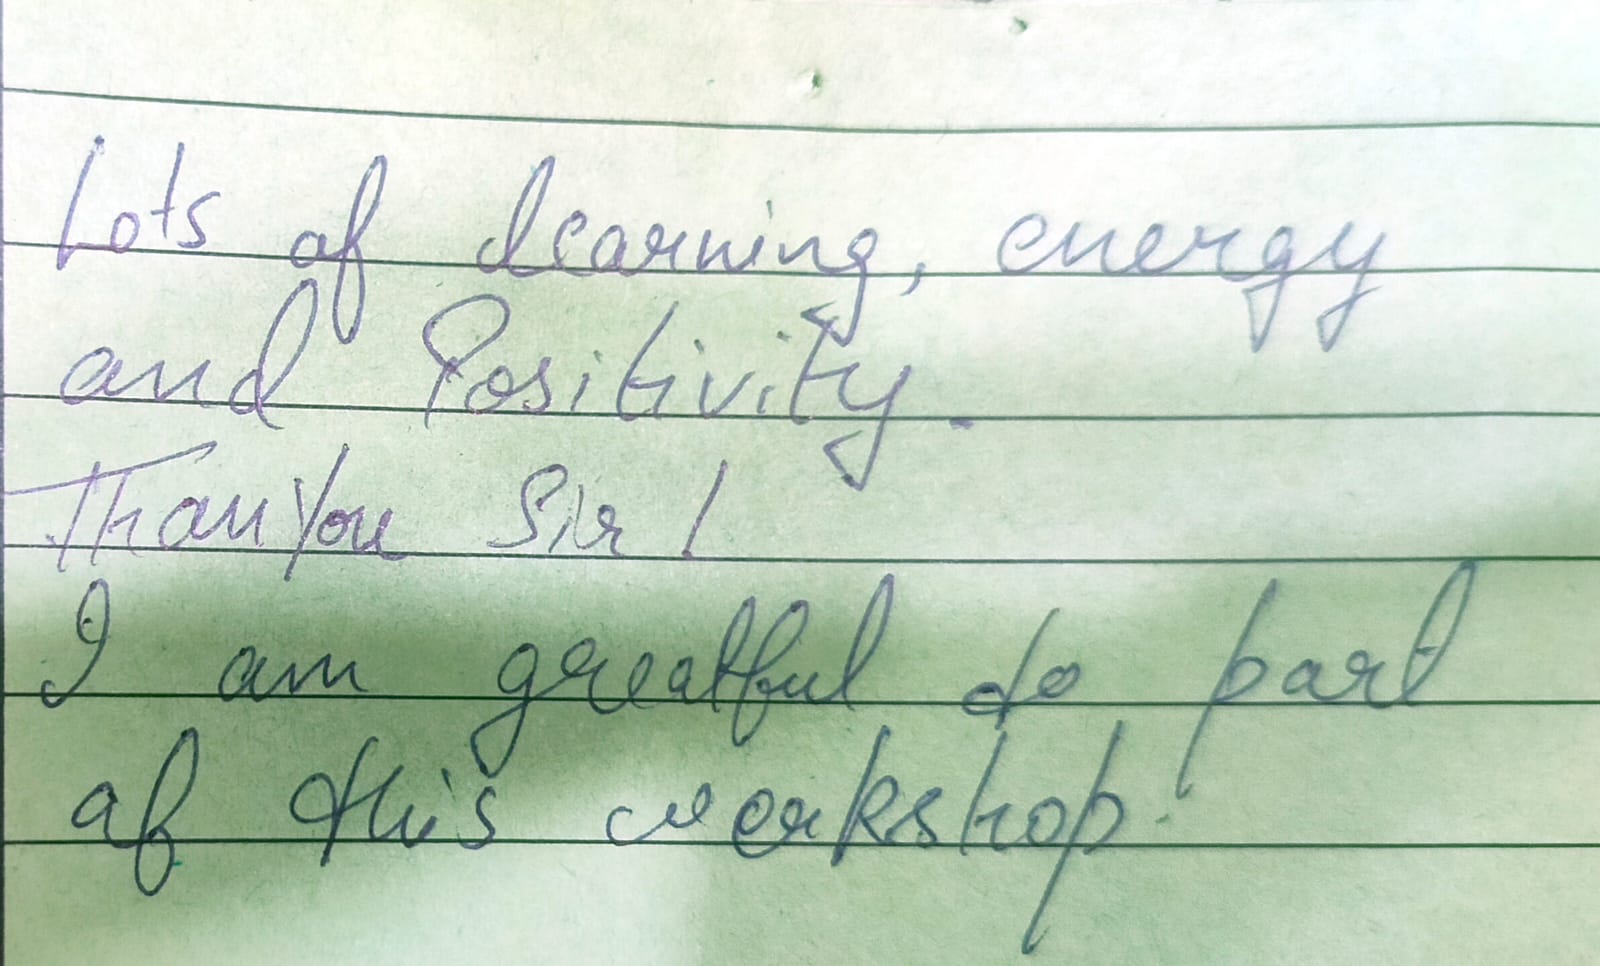 Lots of learning, energy
and Positivity.
ThanYou Sir!
I am greatful to part
of this workshop.